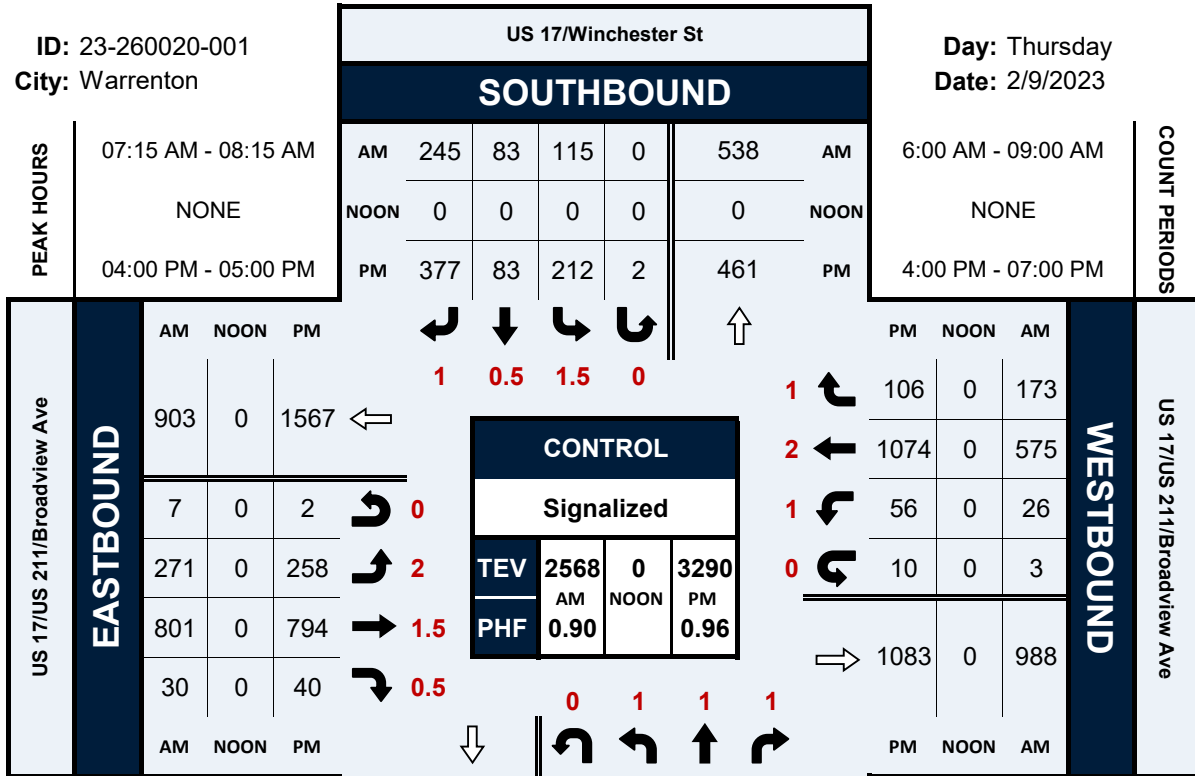 US 17/Winchester St
ID: 23-260020-001
City: Warrenton
Day: Thursday
Date: 2/9/2023
SOUTHBOUND
PEAK HOURS
07:15 AM - 08:15 AM
NONE
04:00 PM - 05:00 PM
AM 245 83 115 0 538 AM
NOON 0 0 0 0 0 NOON
PM 377 83 212 2 461 PM
6:00 AM - 09:00 AM
NONE
4:00 PM - 07:00 PM
COUNT PERIODS
1 0.5 1.5 0
US 17/US 211/Broadview Ave
EASTBOUND
AM NOON PM
903 0 1567
7 0 2 0
271 0 258 2
801 0 794 1.5
30 0 40 0.5
AM NOON PM
CONTROL
Signalized
TEV 2568 0 3290
AM NOON PM
PHF 0.90 0.96
0 1 1 1
PM NOON AM
1 106 0 173
2 1074 0 575
1 56 0 26
0 10 0 3
1083 0 988
PM NOON AM
WESTBOUND
US 17/US 211/Broadview Ave